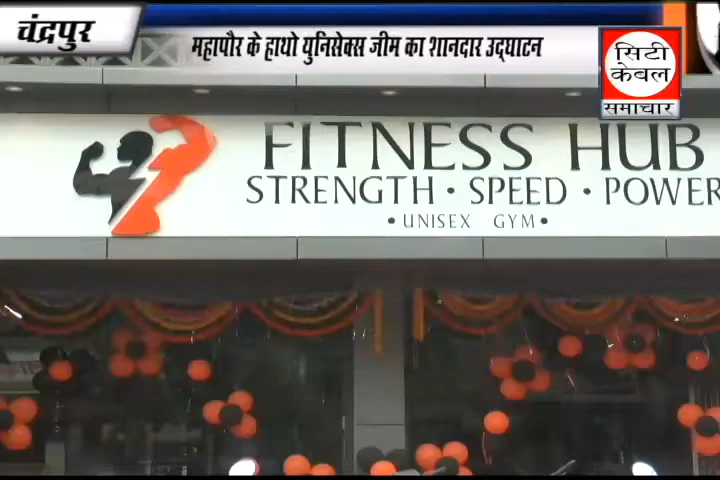 चंद्रपुर
महापौर के हाथो युनिसेक्स जीम का शानदार उद्घाटन
सिटी
केबल
समाचार
FITNESS HUB
STRENGTH • SPEED • POWER
• UNISEX GYM •